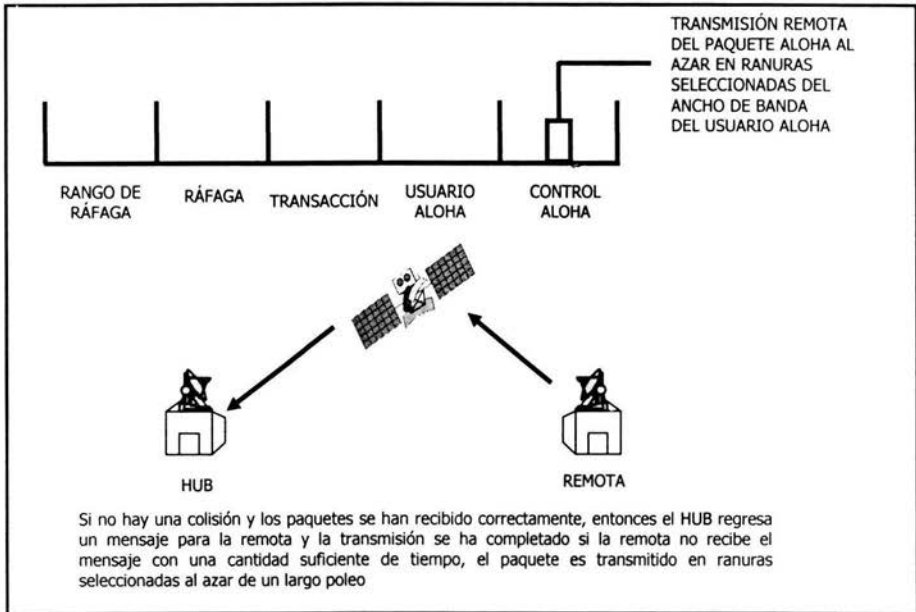 TRANSMISIÓN REMOTA
DEL PAQUETE ALOHA AL
AZAR EN RANURAS
SELECCIONADAS DEL
ANCHO DE BANDA
DEL USUARIO ALOHA
RANGO DE
RÁFAGA
RÁFAGA
TRANSACCIÓN
USUARIO
ALOHA
CONTROL
ALOHA
HUB
REMOTA
Si no hay una colisión y los paquetes se han recibido correctamente, entonces el HUB regresa
un mensaje para la remota y la transmisión se ha completado si la remota no recibe el
mensaje con una cantidad suficiente de tiempo, el paquete es transmitido en ranuras
seleccionadas al azar de un largo poleo